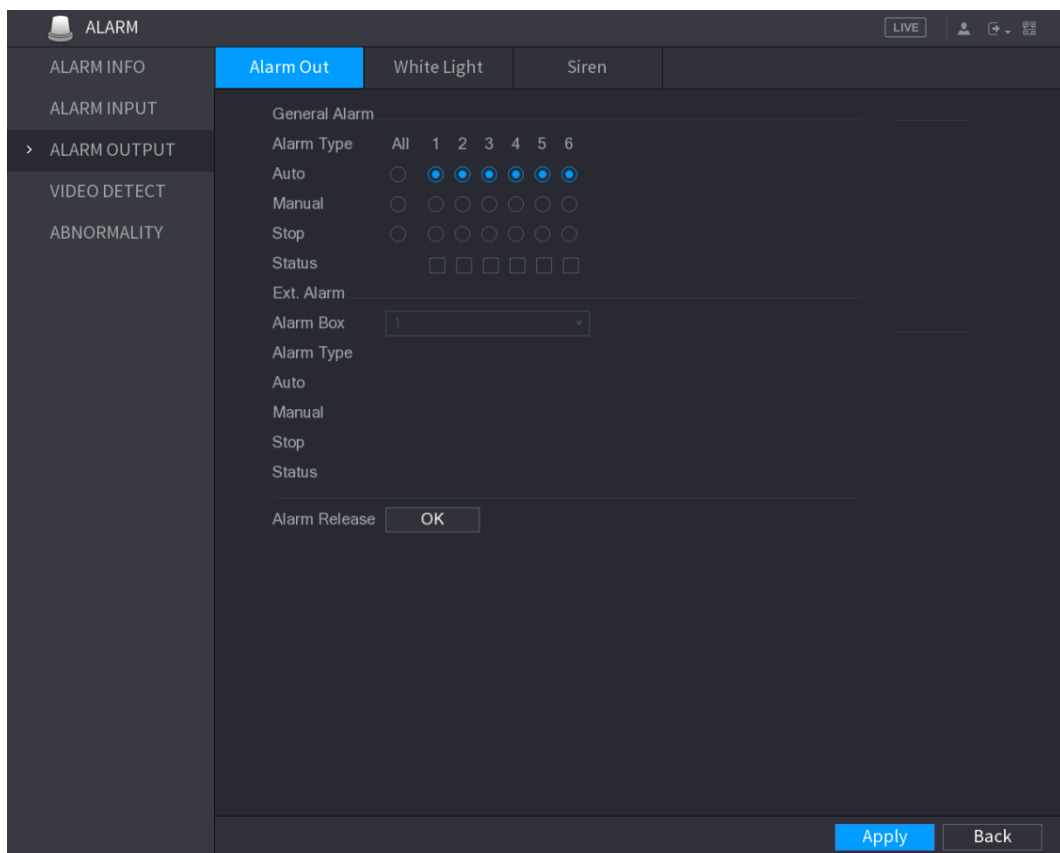 ALARM
LIVE
ALARM INFO
ALARM INPUT
ALARM OUTPUT
VIDEO DETECT
ABNORMALITY
Alarm Out White Light Siren
General Alarm
Alarm Type All 1 2 3 4 5 6
Auto
Manual
Stop
Status
Ext. Alarm
Alarm Box 1
Alarm Type
Auto
Manual
Stop
Status
Alarm Release OK
Apply Back